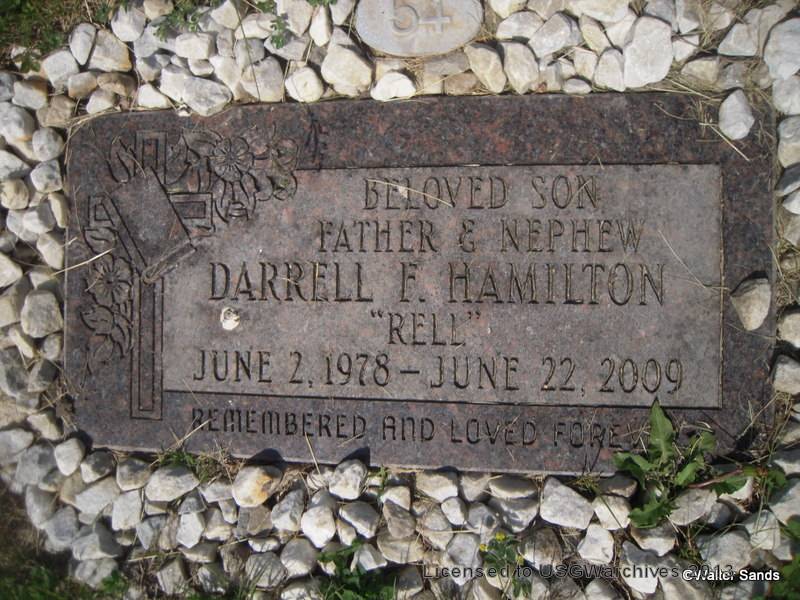 54
BELOVED SON
FATHER & NEPHEW
DARRELL F. HAMILTON
"RELL"
JUNE 2, 1978 – JUNE 22, 2009
REMEMBERED AND LOVED
Licensed to USGWarchives 2013
©Walter Sands